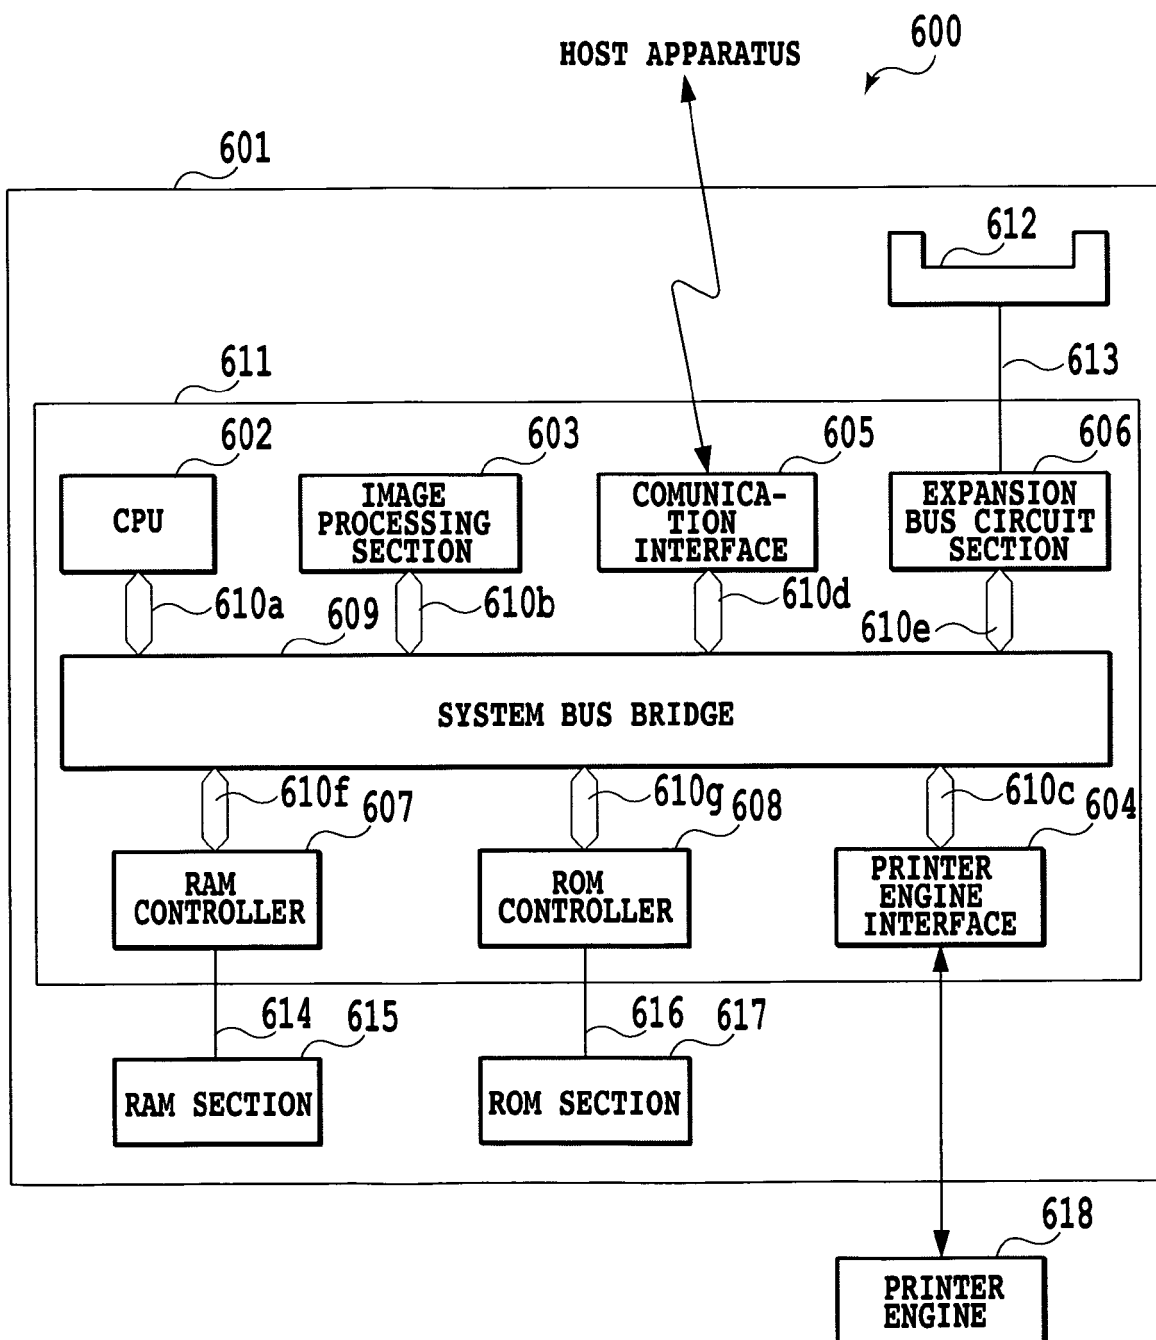 600
HOST APPARATUS
601
612
613
611
602
603
605
606
CPU
IMAGE
PROCESSING
SECTION
COMUNICA-
TION
INTERFACE
EXPANSION
BUS CIRCUIT
SECTION
610a
610b
610d
610e
609
SYSTEM BUS BRIDGE
610f
610g
610c
607
608
604
RAM
CONTROLLER
ROM
CONTROLLER
PRINTER
ENGINE
INTERFACE
614
615
616
617
RAM SECTION
ROM SECTION
618
PRINTER
ENGINE